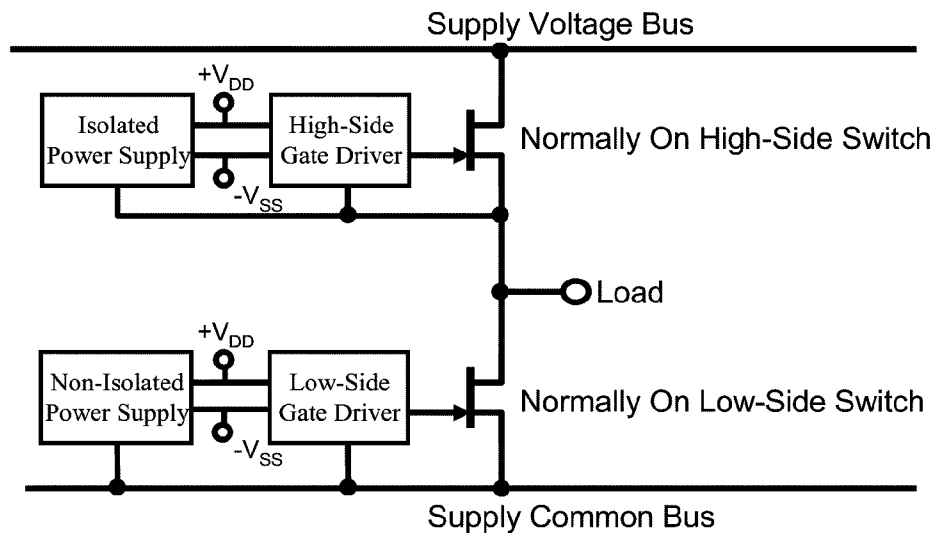 Supply Voltage Bus
+VDD
Isolated
Power Supply
High-Side
Gate Driver
Normally On High-Side Switch
-VSS
Load
+VDD
Non-Isolated
Power Supply
Low-Side
Gate Driver
Normally On Low-Side Switch
-VSS
Supply Common Bus